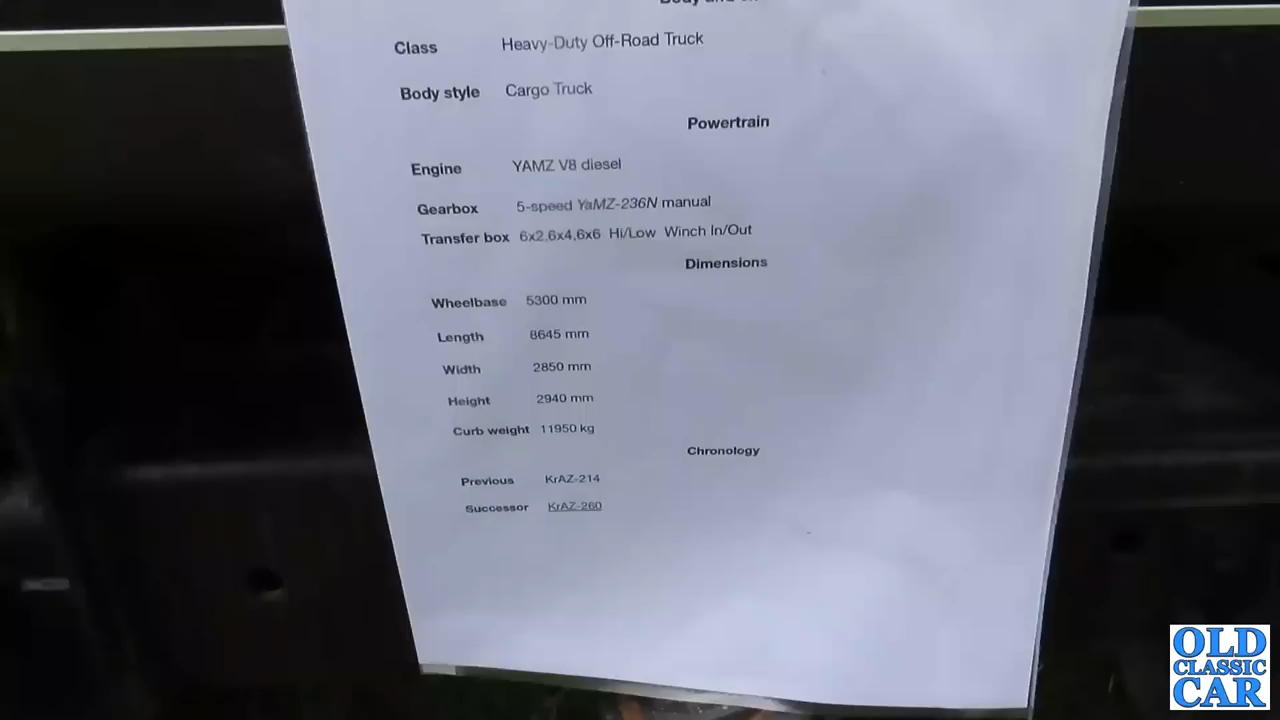 Class Heavy-Duty Off-Road Truck
Body style Cargo Truck
Powertrain
Engine YAMZ V8 diesel
Gearbox 5-speed YaMZ-236N manual
Transfer box 6x2,6x4,6x6 Hi/Low Winch In/Out
Dimensions
Wheelbase 5300 mm
Length 8645 mm
Width 2850 mm
Height 2940 mm
Curb weight 11950 kg
Chronology
Previous KrAZ-214
Successor KrAZ-260
OLD
CLASSIC
CAR